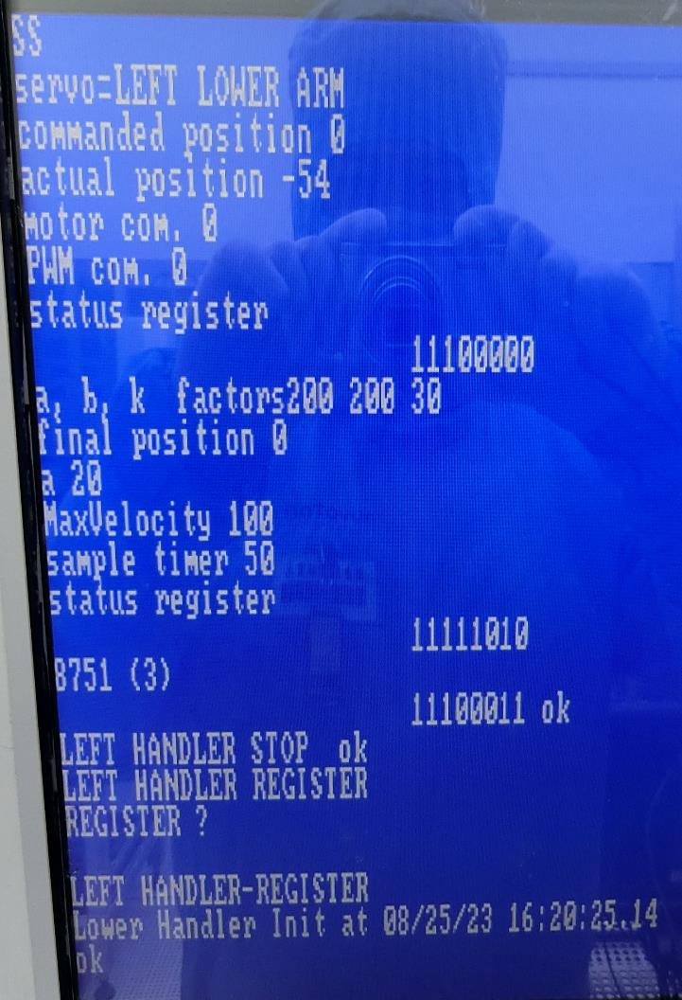 SS
servo=LEFT LOWER ARM
commanded position 0
actual position -54
motor com. 0
PWM com. 0
status register
11100000
a, b, k  factors200 200 30
final position 0
a 20
MaxVelocity 100
sample timer 50
status register
11111010
8751 (3)
11100011 ok
LEFT HANDLER STOP  ok
LEFT HANDLER REGISTER
REGISTER ?
LEFT HANDLER-REGISTER
Lower Handler Init at 08/25/23 16:20:25.14
ok